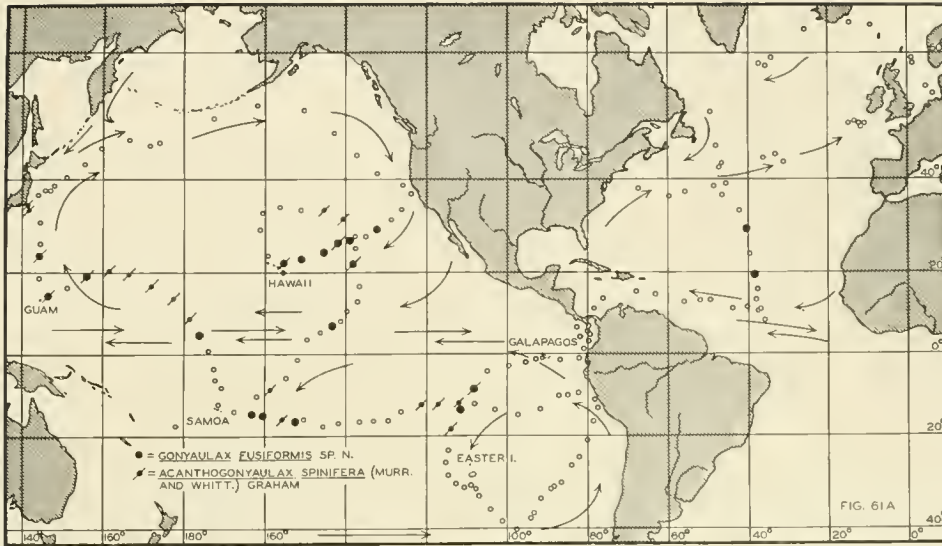 60°
40°
20°
HAWAII
GUAM
GALAPAGOS
0°
SAMOA
20°
● = GONYAULAX FUSIFORMIS SP. N.
= ACANTHOGONYAULAX SPINIFERA (MURR.
AND WHITT.) GRAHAM
EASTER I.
FIG. 61A
40°
140° 160° 180° 160° 100° 80° 60° 40° 20° 0°